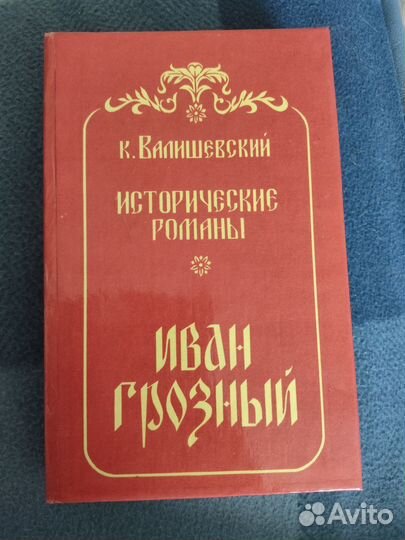 К. Валишевский
Исторические
романы
Иван
Грозный
Avito